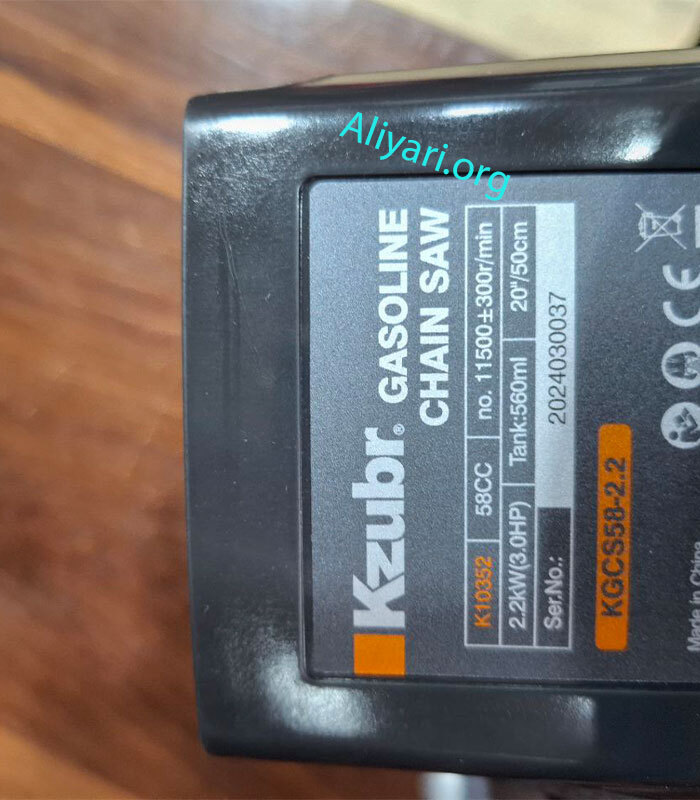 Aliyari.org
Kzubr® GASOLINE
CHAIN SAW
K10352 58CC no. 11500±300r/min
2.2kW(3.0HP) Tank:560ml 20"/50cm
Ser.No.: 2024030037
KGCS58-2.2
CE
Made in China